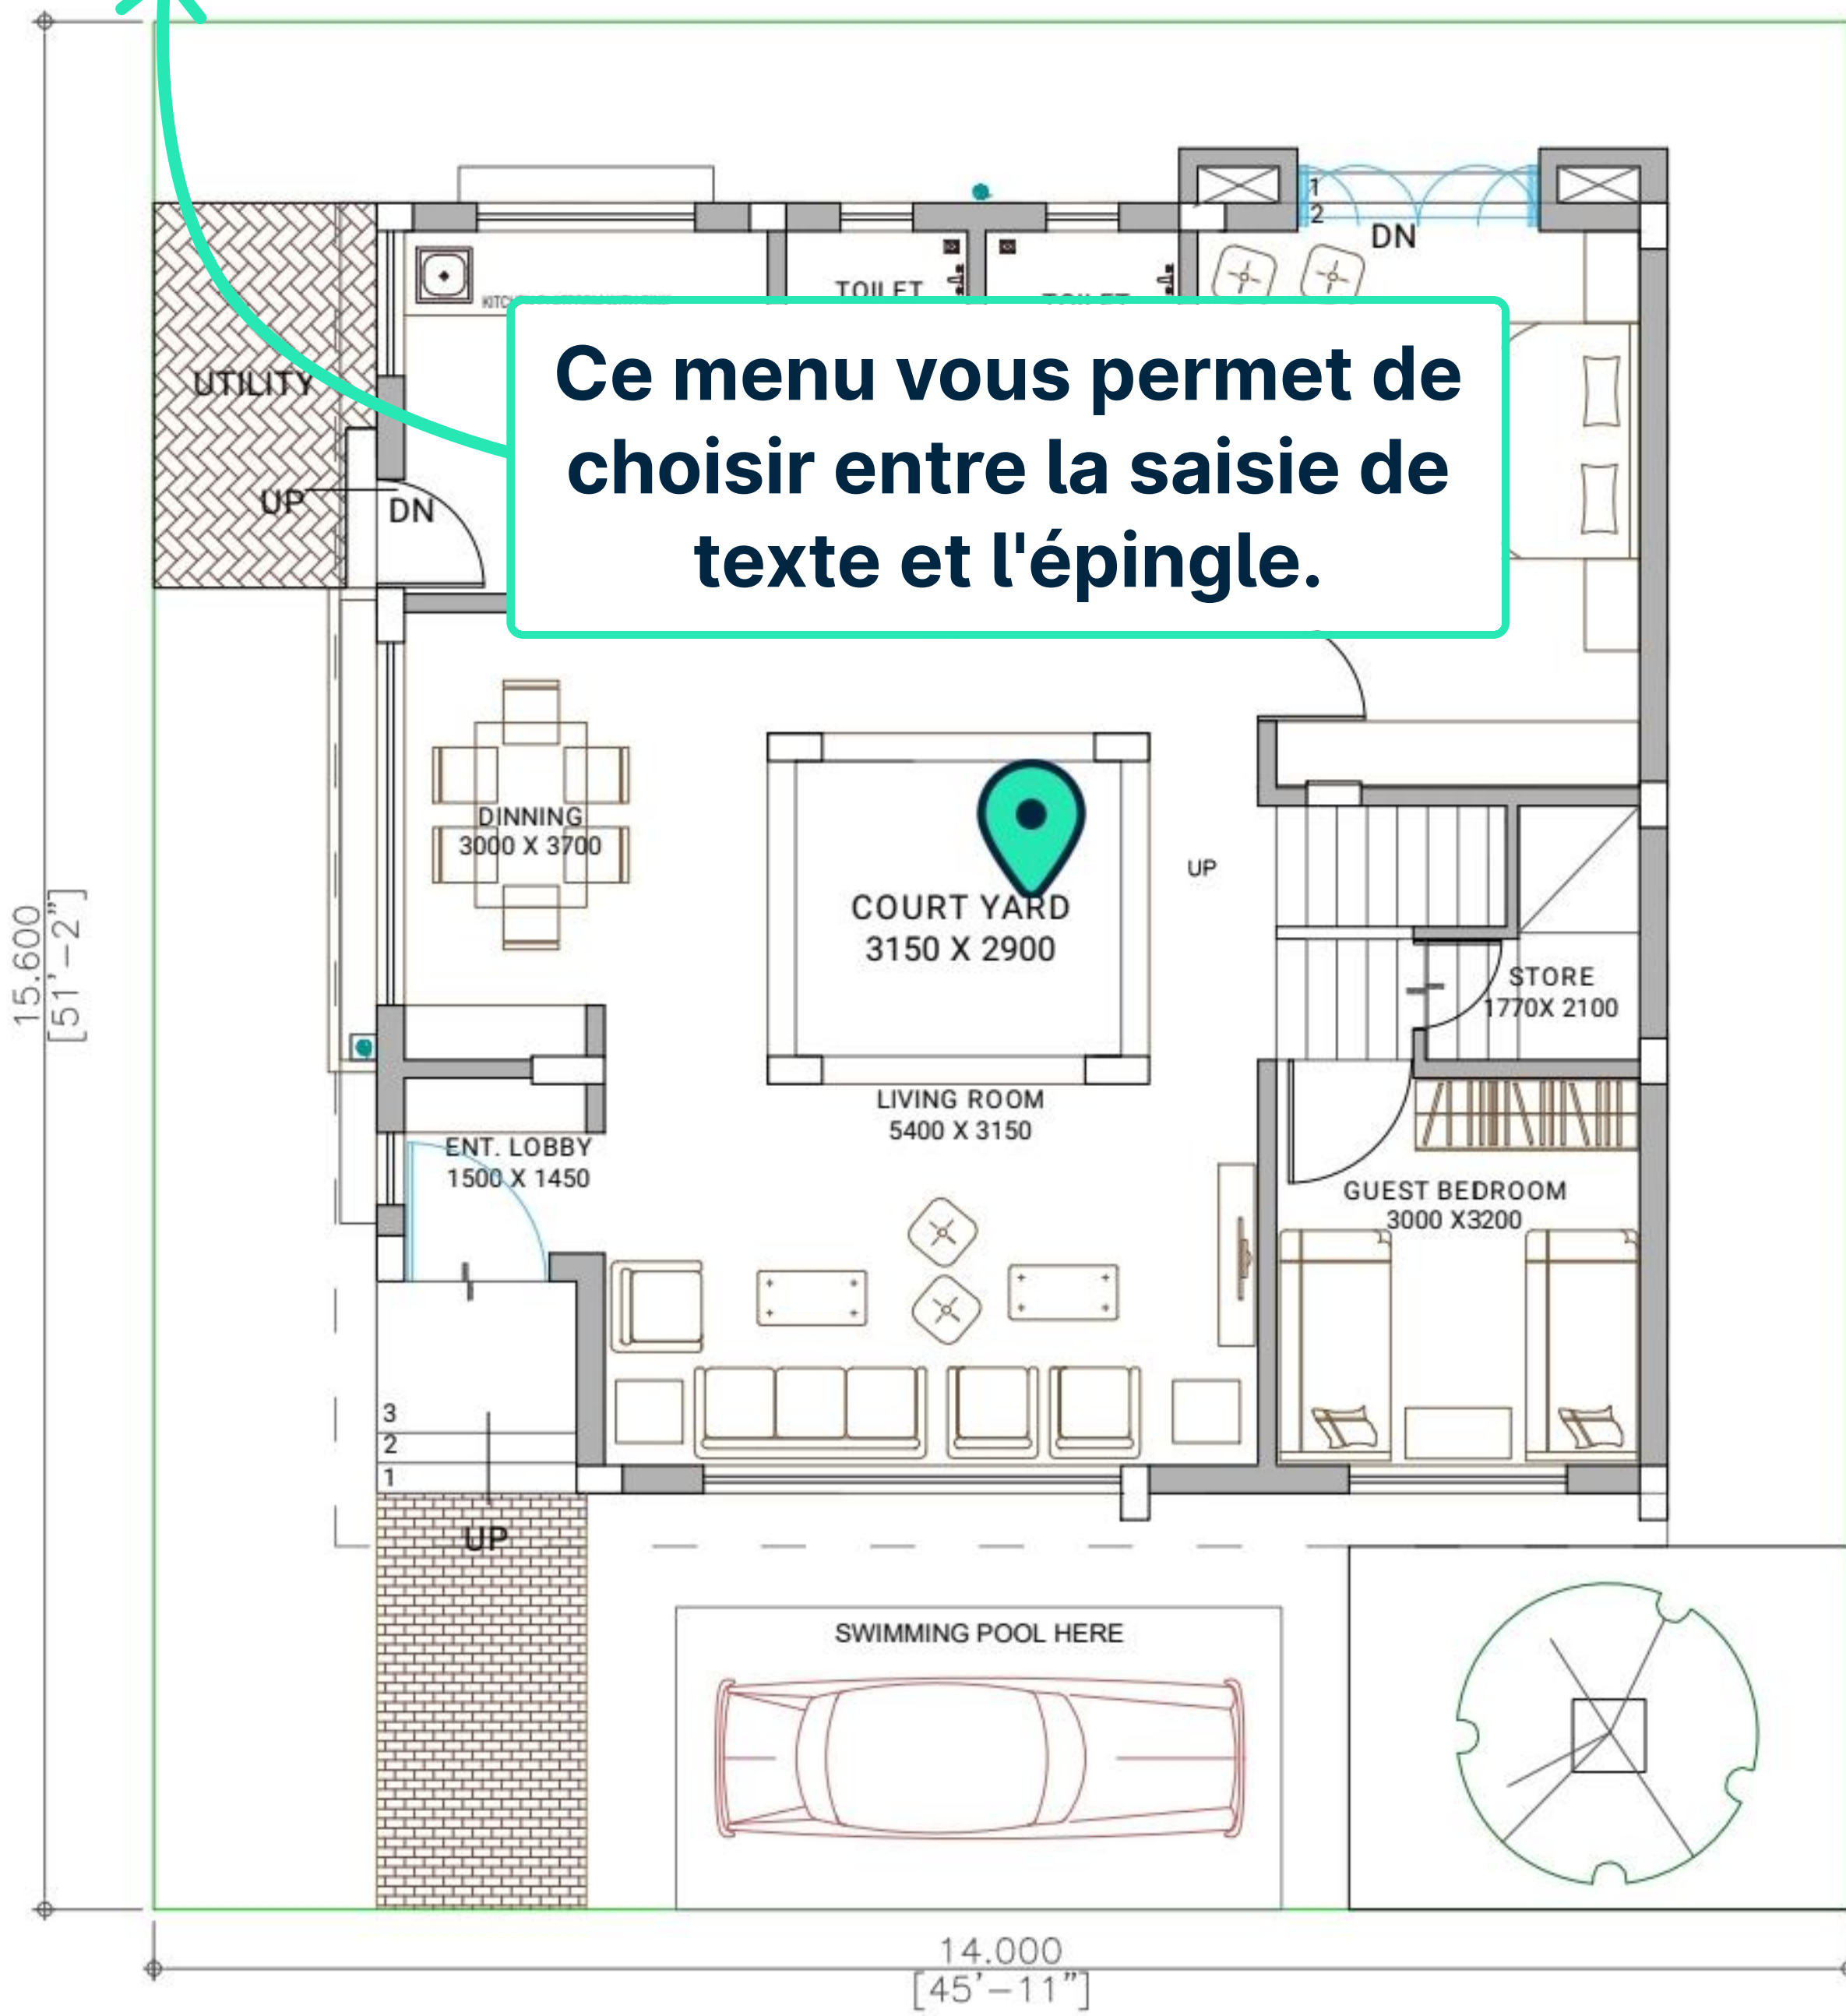 1
2
DN
TOILET
UTILITY
Ce menu vous permet de
choisir entre la saisie de
texte et l'épingle.
UP
DN
DINNING
3000 X 3700
UP
COURT YARD
3150 X 2900
15.600
[51'-2"]
STORE
1770X 2100
LIVING ROOM
5400 X 3150
ENT. LOBBY
1500 X 1450
GUEST BEDROOM
3000 X3200
3
2
1
UP
SWIMMING POOL HERE
14.000
[45'-11"]